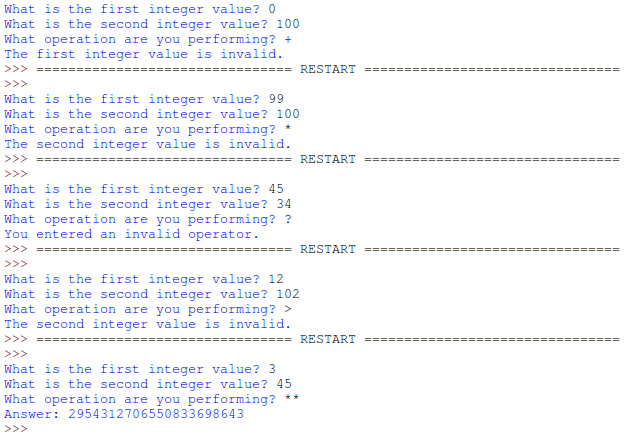 What is the first integer value? 0
What is the second integer value? 100
What operation are you performing? +
The first integer value is invalid.
>>> ================================ RESTART ================================
>>>
What is the first integer value? 99
What is the second integer value? 100
What operation are you performing? *
The second integer value is invalid.
>>> ================================ RESTART ================================
>>>
What is the first integer value? 45
What is the second integer value? 34
What operation are you performing? ?
You entered an invalid operator.
>>> ================================ RESTART ================================
>>>
What is the first integer value? 12
What is the second integer value? 102
What operation are you performing? >
The second integer value is invalid.
>>> ================================ RESTART ================================
>>>
What is the first integer value? 3
What is the second integer value? 45
What operation are you performing? **
Answer: 2954312706550833698643
>>>